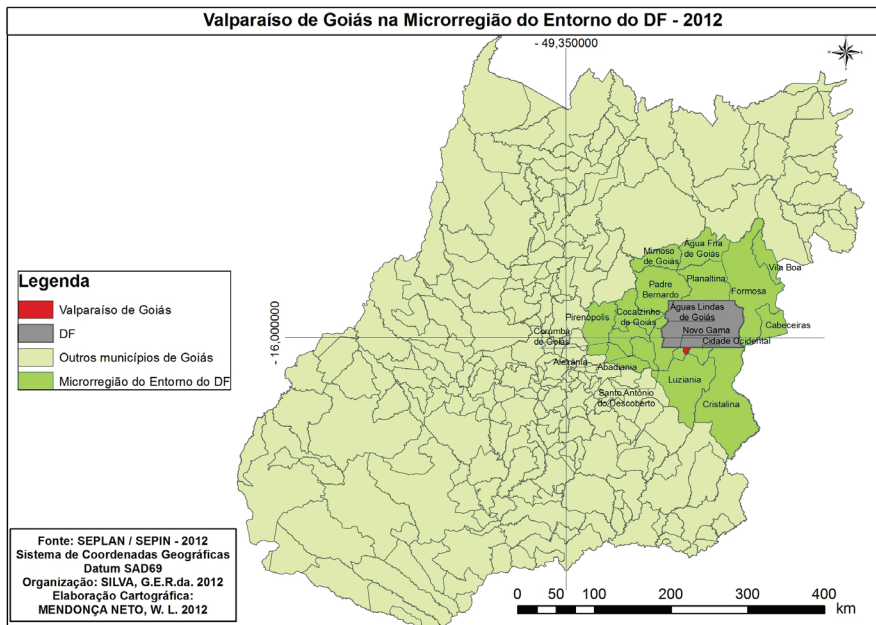 Valparaíso de Goiás na Microrregião do Entorno do DF - 2012
- 49,350000
- 16,000000
Mimoso
de Goiás
Água Fria
de Goiás
Vila Boa
Planaltina
Padre
Bernardo
Formosa
Águas Lindas
de Goiás
Pirenópolis
Cocalzinho
de Goiás
Novo Gama
Cabeceiras
Corumbá
de Goiás
Cidade Ocidental
Alexânia
Abadiania
Luziania
Santo Antônio
do Descoberto
Cristalina
Legenda
Valparaíso de Goiás
DF
Outros municípios de Goiás
Microrregião do Entorno do DF
Fonte: SEPLAN / SEPIN - 2012
Sistema de Coordenadas Geográficas
Datum SAD69
Organização: SILVA, G.E.R.da. 2012
Elaboração Cartográfica:
MENDONÇA NETO, W. L. 2012
0 50 100 200 300 400
km